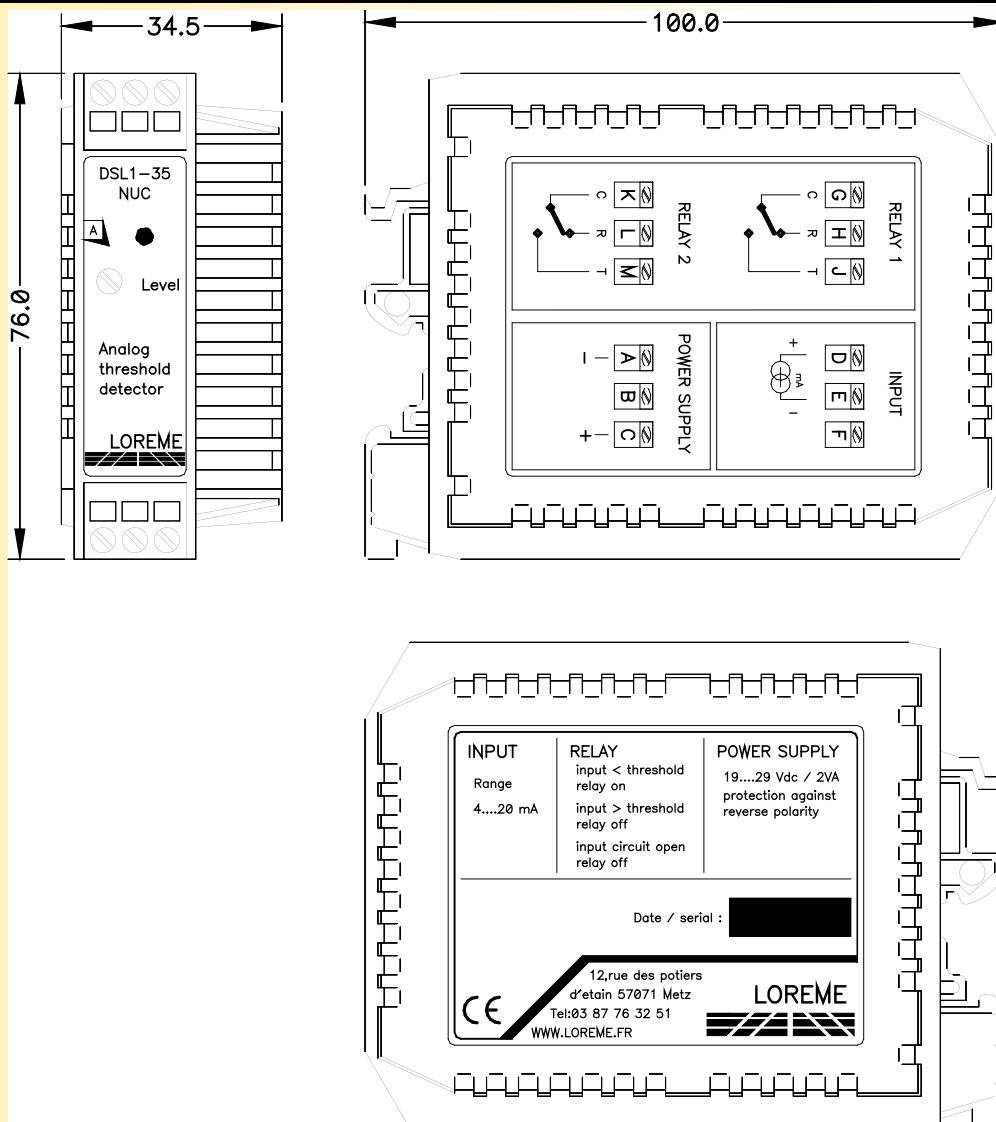 34.5
100.0
76.0
DSL1-35
NUC
A
Level
Analog
threshold
detector
LOREME
RELAY 2
C K
R L
T M
RELAY 1
C G
R H
T J
POWER SUPPLY
- A
B
+ C
INPUT
+ D
mA E
- F
INPUT
Range
4....20 mA
RELAY
input < threshold
relay on
input > threshold
relay off
input circuit open
relay off
POWER SUPPLY
19....29 Vdc / 2VA
protection against
reverse polarity
Date / serial :
12,rue des potiers
d'etain 57071 Metz
Tel:03 87 76 32 51
WWW.LOREME.FR
CE
LOREME